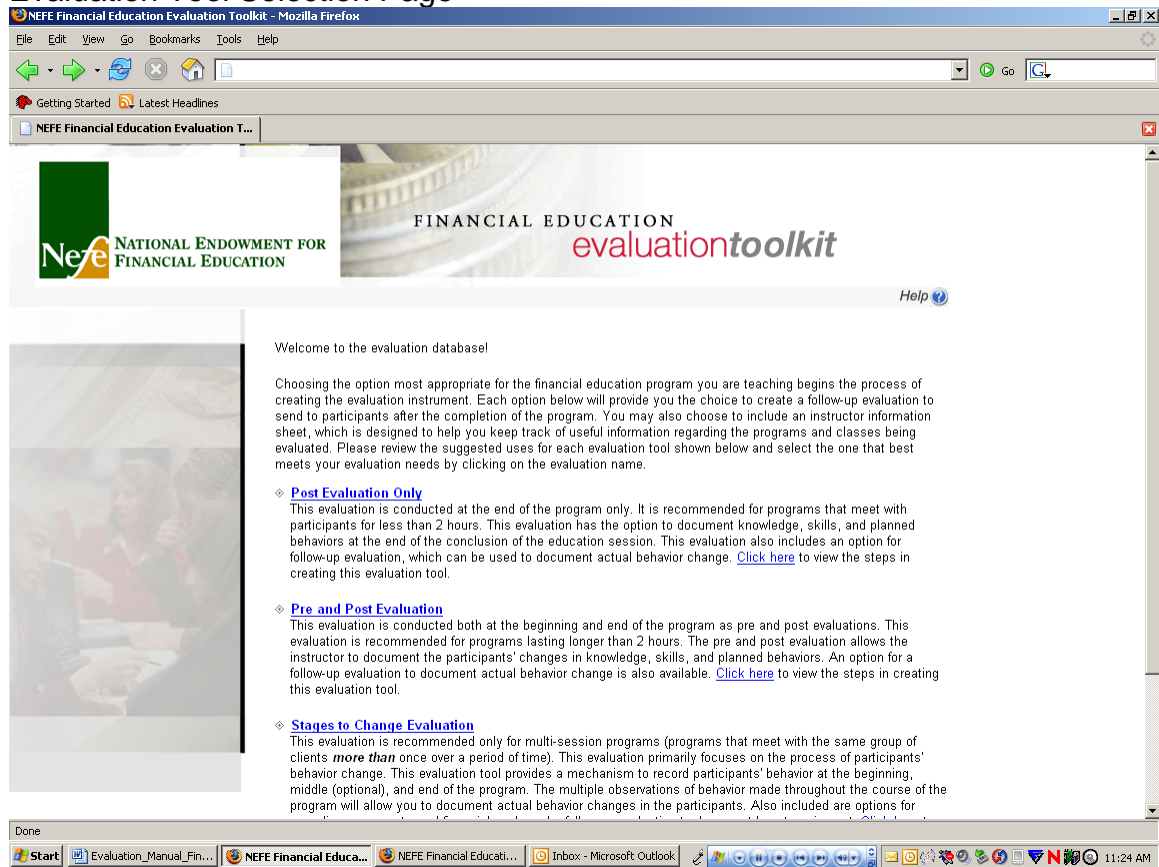 Evaluation Tool Selection Page
NEFE Financial Education Evaluation Toolkit - Mozilla Firefox
File Edit View Go Bookmarks Tools Help
Go G
Getting Started Latest Headlines
NEFE Financial Education Evaluation T...
Nefe NATIONAL ENDOWMENT FOR
FINANCIAL EDUCATION
FINANCIAL EDUCATION
evaluationtoolkit
Help ?
Welcome to the evaluation database!
Choosing the option most appropriate for the financial education program you are teaching begins the process of
creating the evaluation instrument. Each option below will provide you the choice to create a follow-up evaluation to
send to participants after the completion of the program. You may also choose to include an instructor information
sheet, which is designed to help you keep track of useful information regarding the programs and classes being
evaluated. Please review the suggested uses for each evaluation tool shown below and select the one that best
meets your evaluation needs by clicking on the evaluation name.
Post Evaluation Only
This evaluation is conducted at the end of the program only. It is recommended for programs that meet with
participants for less than 2 hours. This evaluation has the option to document knowledge, skills, and planned
behaviors at the end of the conclusion of the education session. This evaluation also includes an option for
follow-up evaluation, which can be used to document actual behavior change. Click here to view the steps in
creating this evaluation tool.
Pre and Post Evaluation
This evaluation is conducted both at the beginning and end of the program as pre and post evaluations. This
evaluation is recommended for programs lasting longer than 2 hours. The pre and post evaluation allows the
instructor to document the participants' changes in knowledge, skills, and planned behaviors. An option for a
follow-up evaluation to document actual behavior change is also available. Click here to view the steps in creating
this evaluation tool.
Stages to Change Evaluation
This evaluation is recommended only for multi-session programs (programs that meet with the same group of
clients more than once over a period of time). This evaluation primarily focuses on the process of participants'
behavior change. This evaluation tool provides a mechanism to record participants' behavior at the beginning,
middle (optional), and end of the program. The multiple observations of behavior made throughout the course of the
program will allow you to document actual behavior changes in the participants. Also included are options for
Done
Start Evaluation_Manual_Fin... NEFE Financial Educa... NEFE Financial Educati... Inbox - Microsoft Outlook 11:24 AM